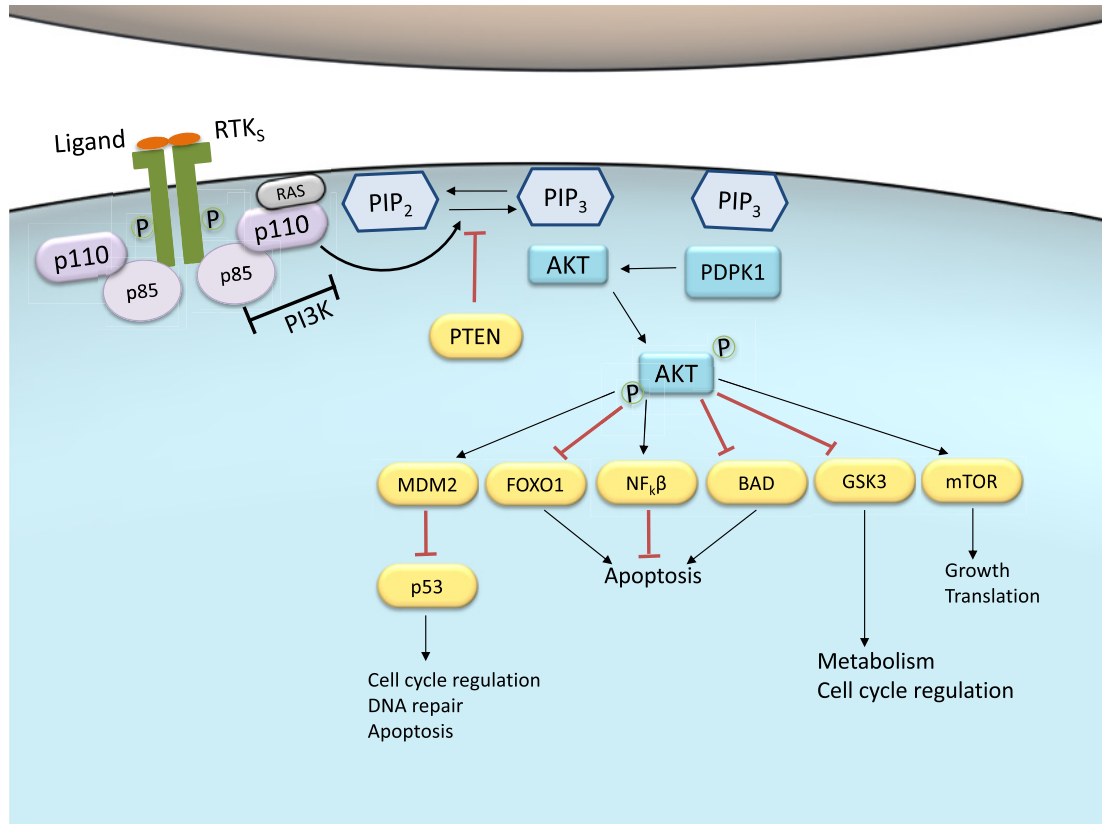 Ligand
RTKS
RAS
PIP2
PIP3
PIP3
P
P
p110
p110
p85
p85
AKT
PDPK1
PI3K
PTEN
P
AKT
P
MDM2
FOXO1
NFkβ
BAD
GSK3
mTOR
p53
Apoptosis
Growth
Translation
Metabolism
Cell cycle regulation
Cell cycle regulation
DNA repair
Apoptosis